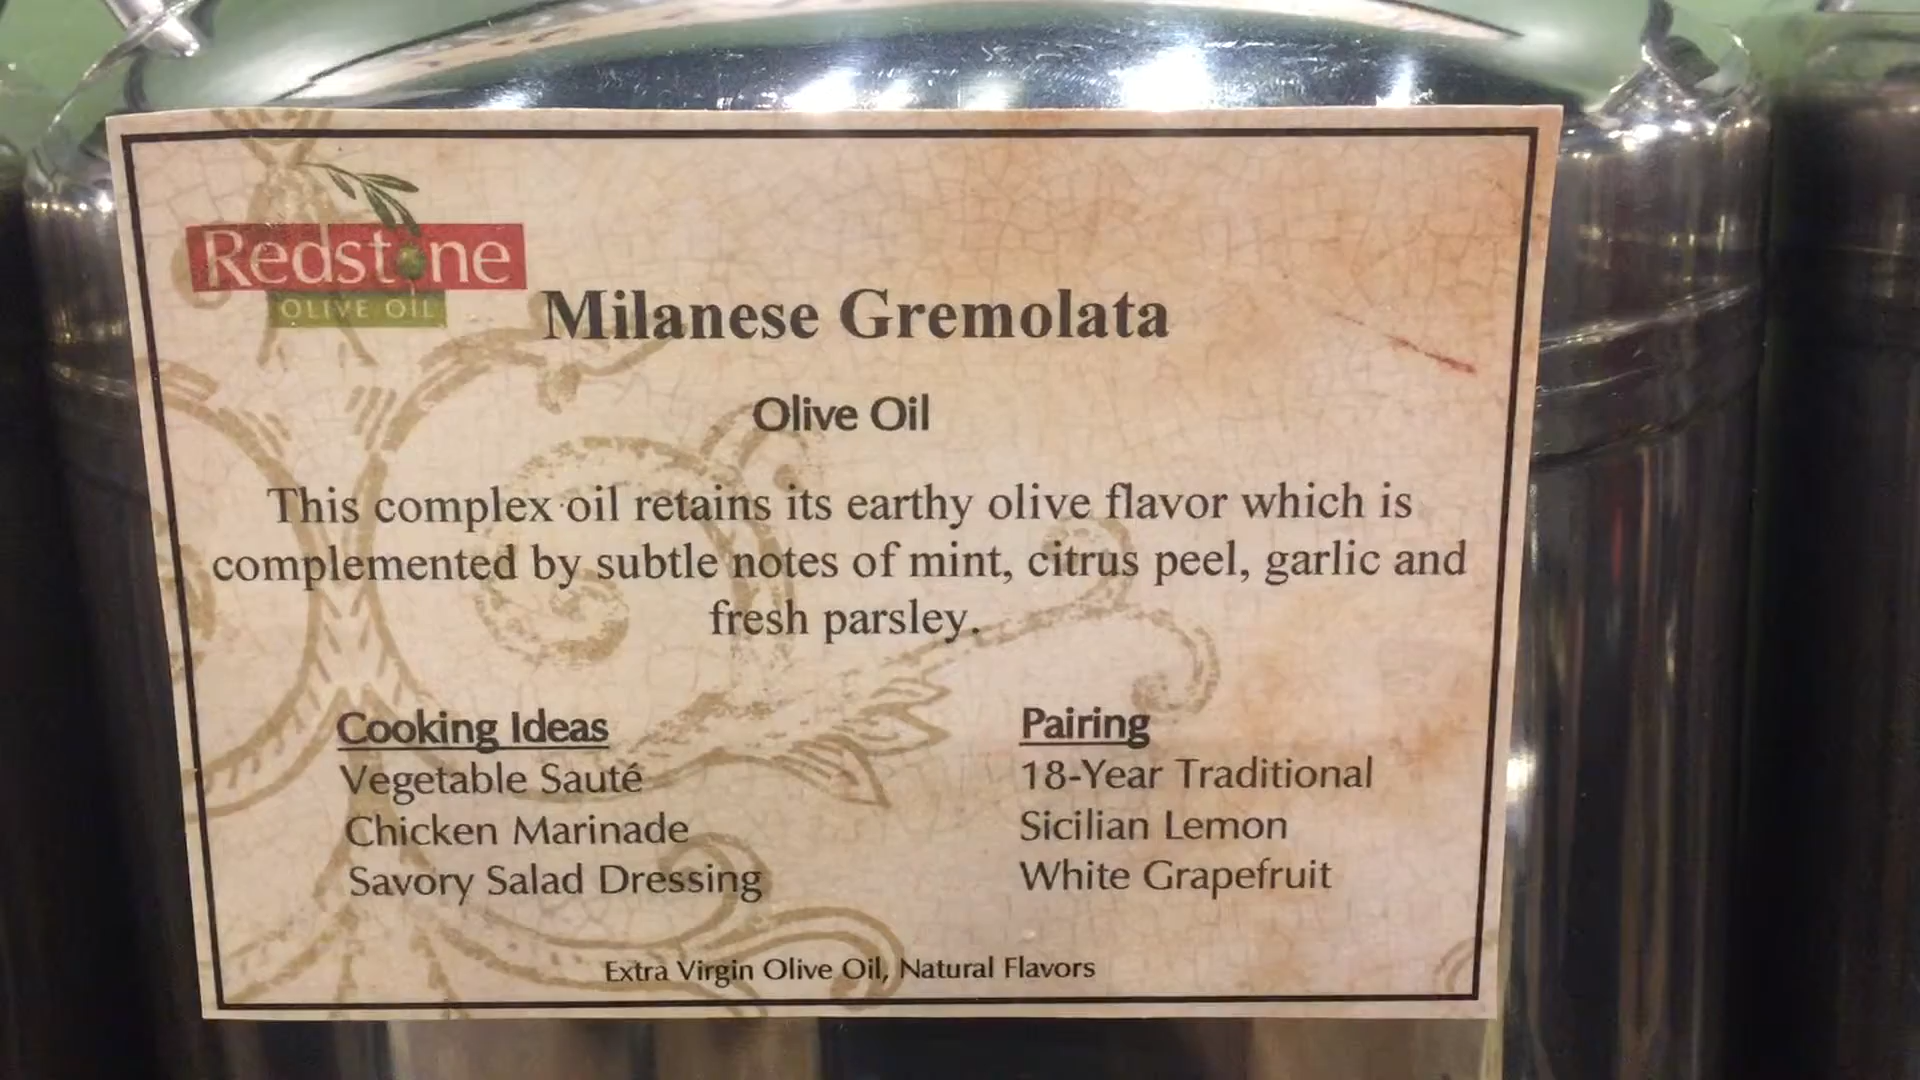 Redstone
OLIVE OIL
Milanese Gremolata
Olive Oil
This complex oil retains its earthy olive flavor which is
complemented by subtle notes of mint, citrus peel, garlic and
fresh parsley.
Cooking Ideas
Vegetable Sauté
Chicken Marinade
Savory Salad Dressing
Pairing
18-Year Traditional
Sicilian Lemon
White Grapefruit
Extra Virgin Olive Oil, Natural Flavors